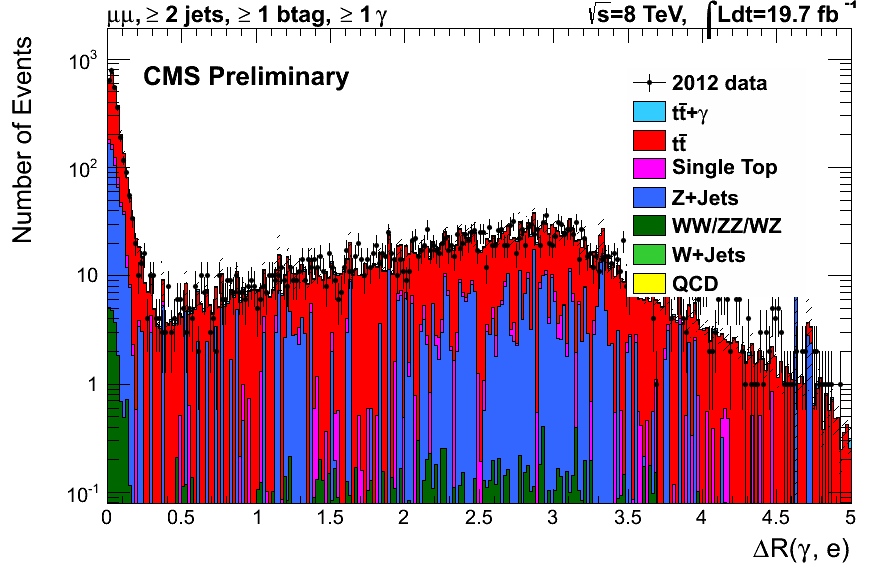 μμ, ≥ 2 jets, ≥ 1 btag, ≥ 1 γ
√s=8 TeV, ∫Ldt=19.7 fb⁻¹
CMS Preliminary
Number of Events
10³
10²
10
1
10⁻¹
2012 data
tt̄+γ
tt̄
Single Top
Z+Jets
WW/ZZ/WZ
W+Jets
QCD
0 0.5 1 1.5 2 2.5 3 3.5 4 4.5 5
ΔR(γ, e)